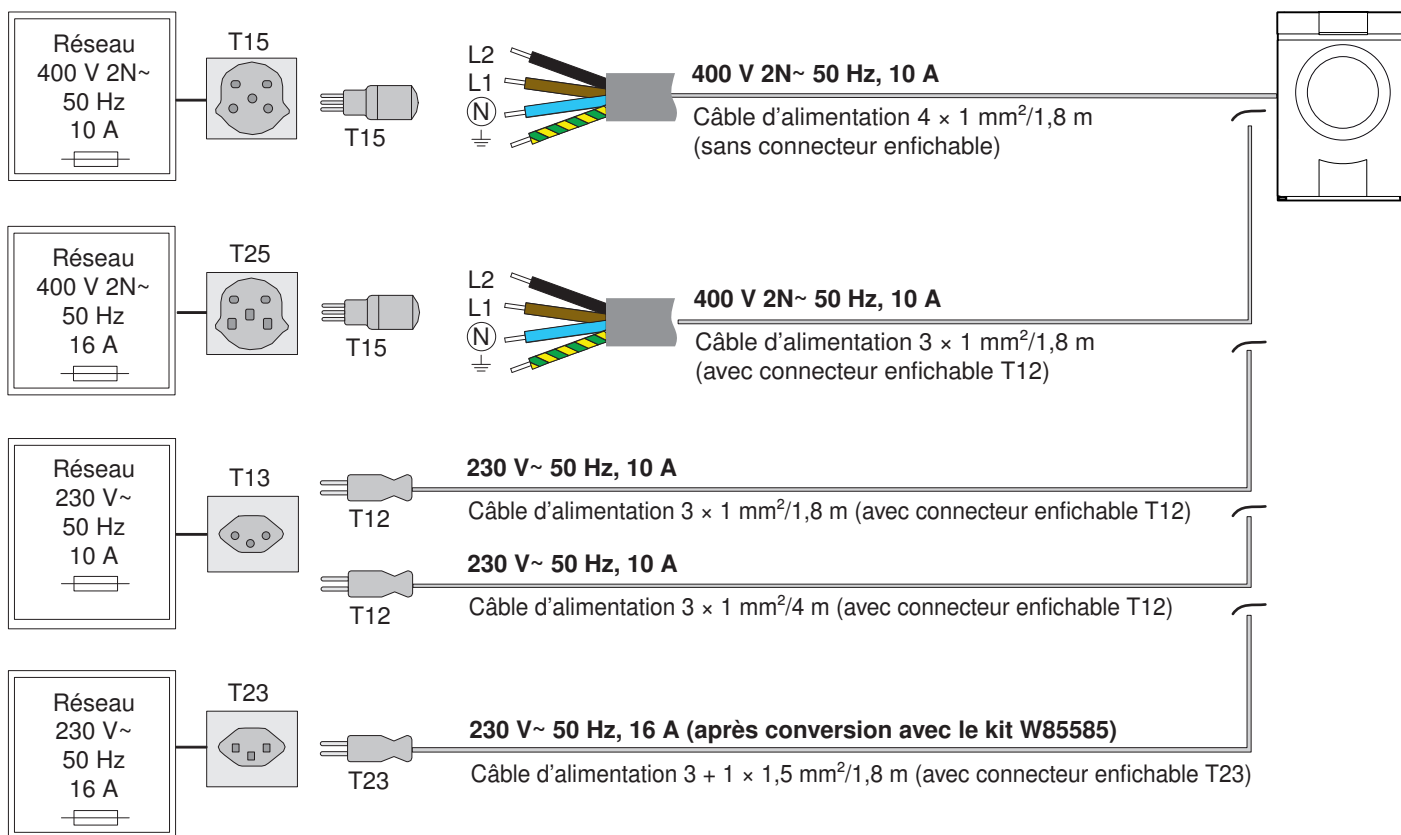 Réseau
400 V 2N~
50 Hz
10 A
T15
T15
L2
L1
N
400 V 2N~ 50 Hz, 10 A
Câble d'alimentation 4 × 1 mm²/1,8 m
(sans connecteur enfichable)
Réseau
400 V 2N~
50 Hz
16 A
T25
T15
L2
L1
N
400 V 2N~ 50 Hz, 10 A
Câble d'alimentation 3 × 1 mm²/1,8 m
(avec connecteur enfichable T12)
Réseau
230 V~
50 Hz
10 A
T13
T12
230 V~ 50 Hz, 10 A
Câble d'alimentation 3 × 1 mm²/1,8 m (avec connecteur enfichable T12)
T12
230 V~ 50 Hz, 10 A
Câble d'alimentation 3 × 1 mm²/4 m (avec connecteur enfichable T12)
Réseau
230 V~
50 Hz
16 A
T23
T23
230 V~ 50 Hz, 16 A (après conversion avec le kit W85585)
Câble d'alimentation 3 + 1 × 1,5 mm²/1,8 m (avec connecteur enfichable T23)